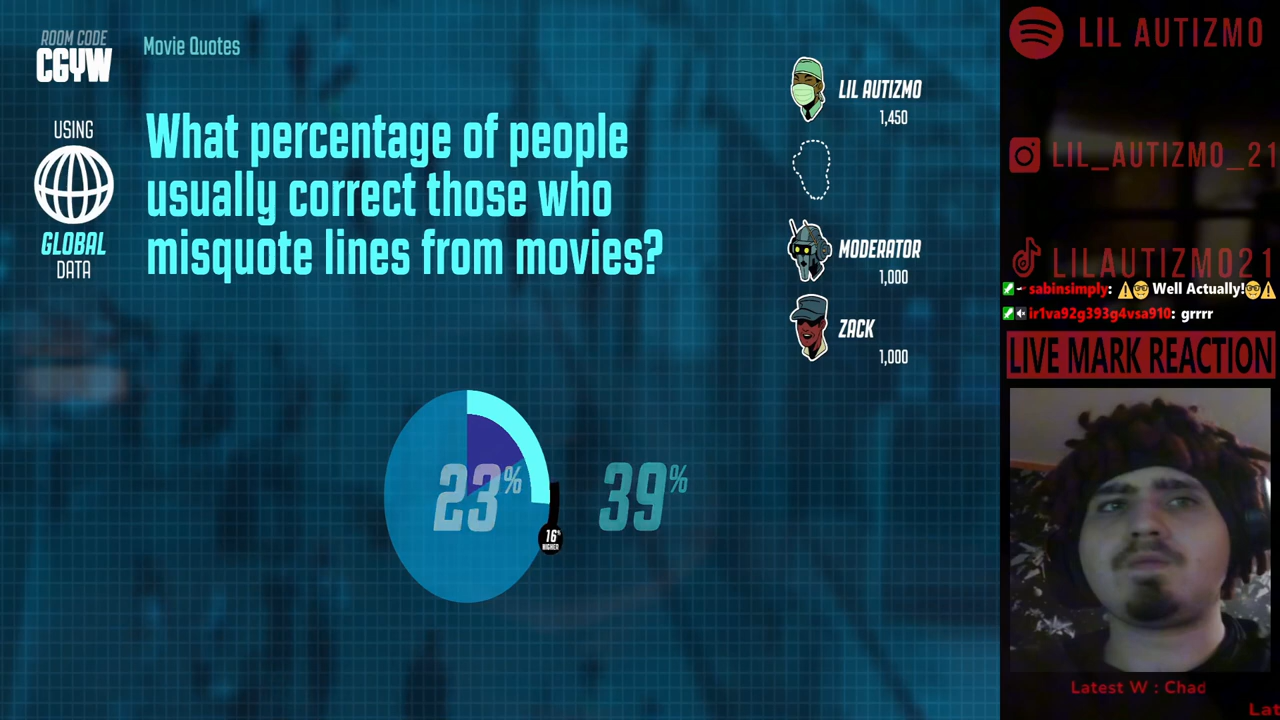 ROOM CODE
CGYW
Movie Quotes
USING
GLOBAL
DATA
What percentage of people
usually correct those who
misquote lines from movies?
LIL AUTIZMO
1,450
MODERATOR
1,000
ZACK
1,000
23%
39%
16%
HIGHER
LIL AUTIZMO
LIL_AUTIZMO_21
LILAUTIZMO21
sabinsimply: ⚠️🤓 Well Actually!🤓⚠️
ir1va92g393g4vsa910: grrrr
LIVE MARK REACTION
Latest W : Chad
Lat